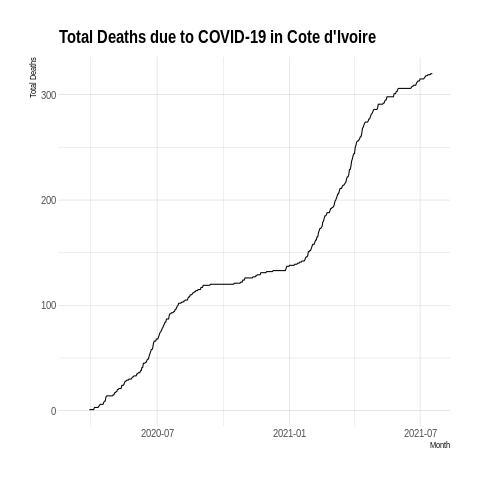 Total Deaths due to COVID-19 in Cote d'Ivoire
Total Deaths
300
200
100
0
2020-07
2021-01
2021-07
Month